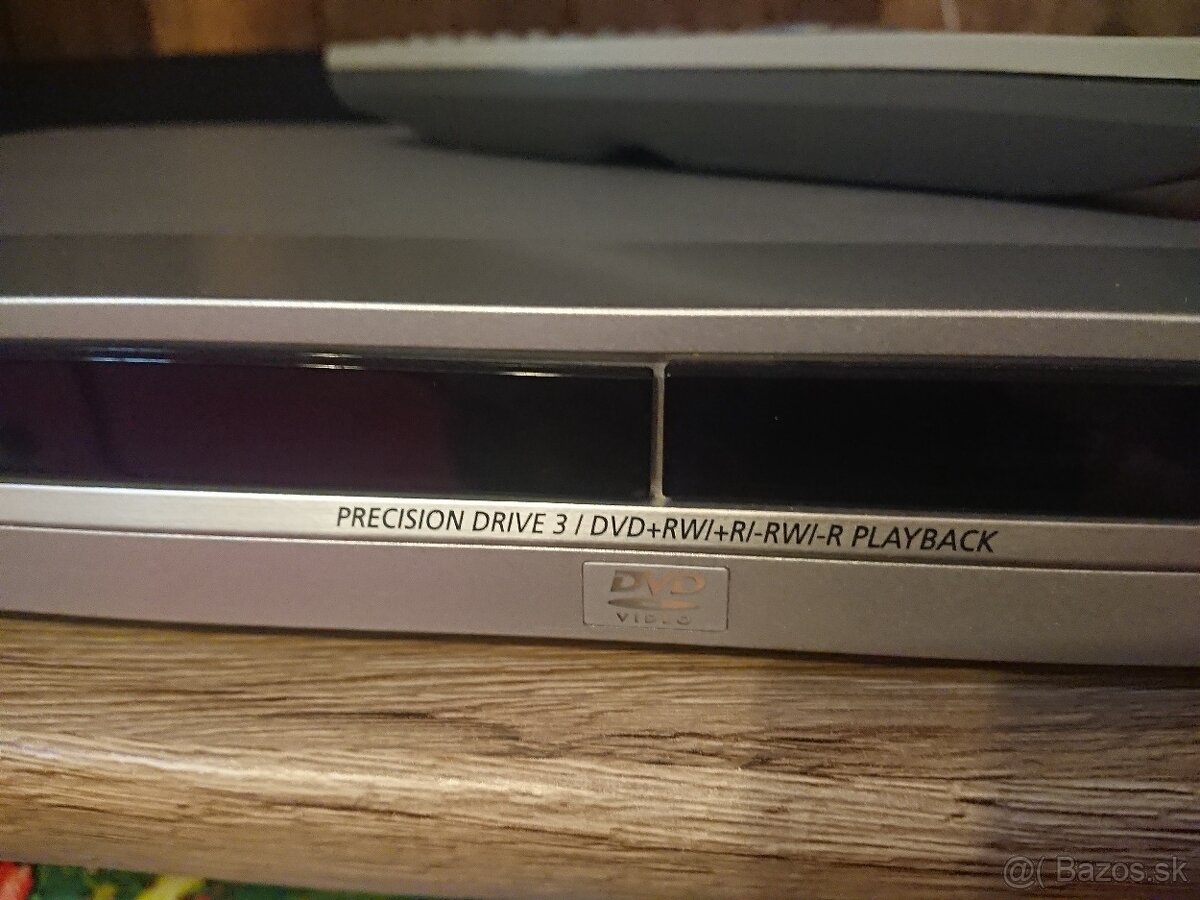 PRECISION DRIVE 3 / DVD+RW/+R/-RW/-R PLAYBACK
DVD
VIDEO
@( Bazos.sk